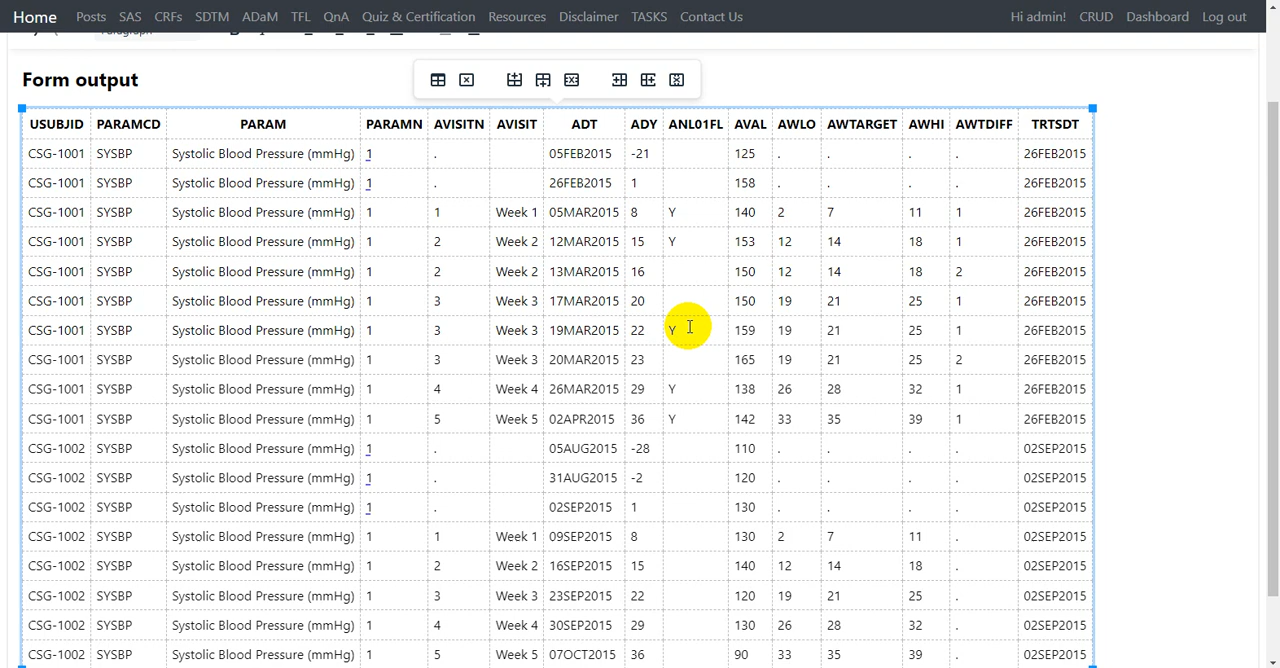 Home Posts SAS CRFs SDTM ADaM TFL QnA Quiz & Certification Resources Disclaimer TASKS Contact Us Hi admin! CRUD Dashboard Log out
Form output
USUBJID PARAMCD PARAM PARAMN AVISITN AVISIT ADT ADY ANL01FL AVAL AWLO AWTARGET AWHI AWTDIFF TRTSDT
CSG-1001 SYSBP Systolic Blood Pressure (mmHg) 1 . 05FEB2015 -21 125 . . . . 26FEB2015
CSG-1001 SYSBP Systolic Blood Pressure (mmHg) 1 . 26FEB2015 1 158 . . . . 26FEB2015
CSG-1001 SYSBP Systolic Blood Pressure (mmHg) 1 1 Week 1 05MAR2015 8 Y 140 2 7 11 1 26FEB2015
CSG-1001 SYSBP Systolic Blood Pressure (mmHg) 1 2 Week 2 12MAR2015 15 Y 153 12 14 18 1 26FEB2015
CSG-1001 SYSBP Systolic Blood Pressure (mmHg) 1 2 Week 2 13MAR2015 16 150 12 14 18 2 26FEB2015
CSG-1001 SYSBP Systolic Blood Pressure (mmHg) 1 3 Week 3 17MAR2015 20 150 19 21 25 1 26FEB2015
CSG-1001 SYSBP Systolic Blood Pressure (mmHg) 1 3 Week 3 19MAR2015 22 Y 159 19 21 25 1 26FEB2015
CSG-1001 SYSBP Systolic Blood Pressure (mmHg) 1 3 Week 3 20MAR2015 23 165 19 21 25 2 26FEB2015
CSG-1001 SYSBP Systolic Blood Pressure (mmHg) 1 4 Week 4 26MAR2015 29 Y 138 26 28 32 1 26FEB2015
CSG-1001 SYSBP Systolic Blood Pressure (mmHg) 1 5 Week 5 02APR2015 36 Y 142 33 35 39 1 26FEB2015
CSG-1002 SYSBP Systolic Blood Pressure (mmHg) 1 . 05AUG2015 -28 110 . . . . 02SEP2015
CSG-1002 SYSBP Systolic Blood Pressure (mmHg) 1 . 31AUG2015 -2 120 . . . . 02SEP2015
CSG-1002 SYSBP Systolic Blood Pressure (mmHg) 1 . 02SEP2015 1 130 . . . . 02SEP2015
CSG-1002 SYSBP Systolic Blood Pressure (mmHg) 1 1 Week 1 09SEP2015 8 130 2 7 11 . 02SEP2015
CSG-1002 SYSBP Systolic Blood Pressure (mmHg) 1 2 Week 2 16SEP2015 15 140 12 14 18 . 02SEP2015
CSG-1002 SYSBP Systolic Blood Pressure (mmHg) 1 3 Week 3 23SEP2015 22 120 19 21 25 . 02SEP2015
CSG-1002 SYSBP Systolic Blood Pressure (mmHg) 1 4 Week 4 30SEP2015 29 130 26 28 32 . 02SEP2015
CSG-1002 SYSBP Systolic Blood Pressure (mmHg) 1 5 Week 5 07OCT2015 36 90 33 35 39 . 02SEP2015